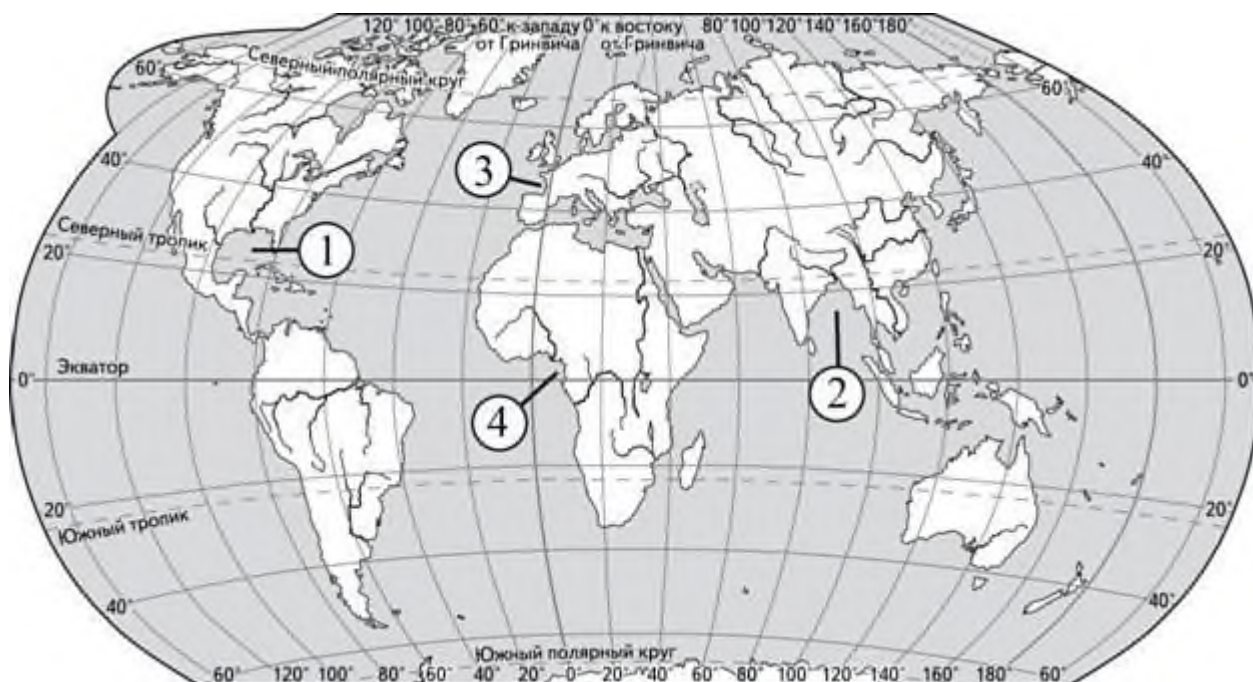 120° 100° 80° 60° к западу 0° к востоку 80° 100° 120° 140° 160° 180°
от Гринвича от Гринвича
60° Северный полярный круг 60°
40° 3 40°
Северный тропик 1 20°
20°
Экватор
0° 2 0°
4
20° 20°
Южный тропик
40° 40°
Южный полярный круг
60° 120° 100° 80° 60° 40° 20° 0° 20° 40° 60° 80° 100° 120° 140° 160° 180° 60°